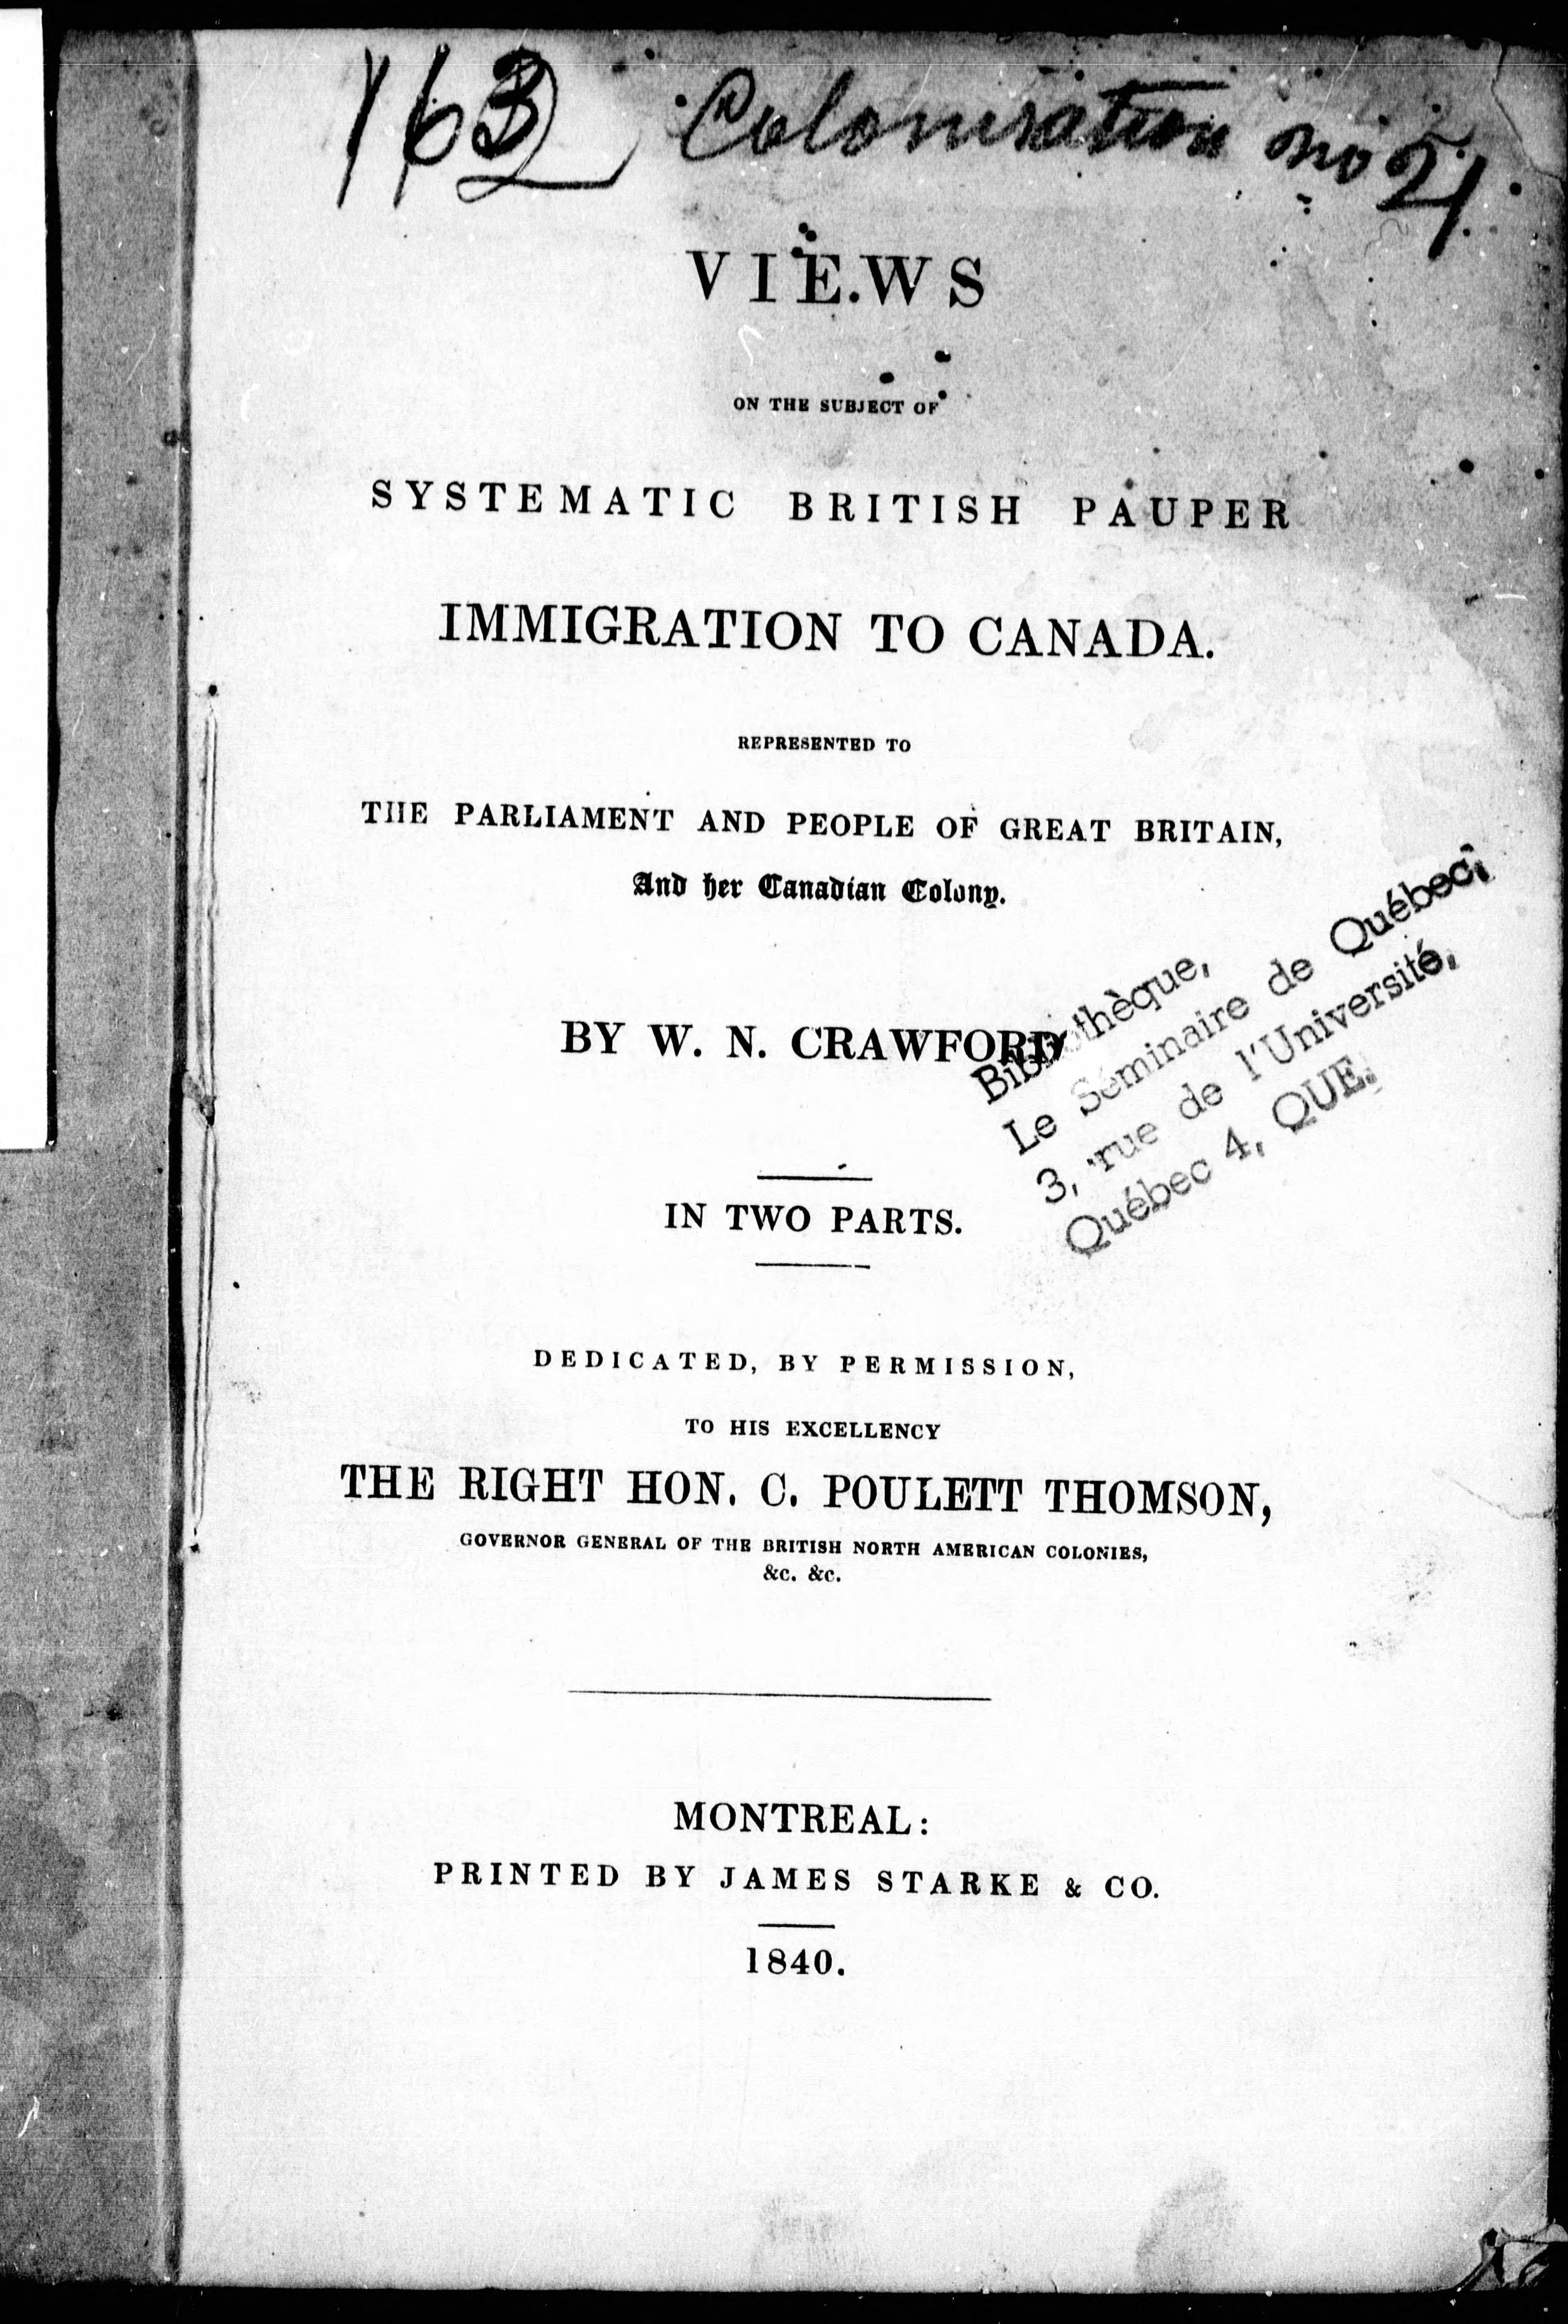 Colonisation no 21
VIEWS
ON THE SUBJECT OF
SYSTEMATIC BRITISH PAUPER
IMMIGRATION TO CANADA.
REPRESENTED TO
THE PARLIAMENT AND PEOPLE OF GREAT BRITAIN,
And her Canadian Colony.
BY W. N. CRAWFORD
Bibliothèque,
Le Séminaire de Québec,
3, rue de l'Université,
Québec 4, QUE.
IN TWO PARTS.
DEDICATED, BY PERMISSION,
TO HIS EXCELLENCY
THE RIGHT HON. C. POULETT THOMSON,
GOVERNOR GENERAL OF THE BRITISH NORTH AMERICAN COLONIES,
&c. &c.
MONTREAL:
PRINTED BY JAMES STARKE & CO.
1840.